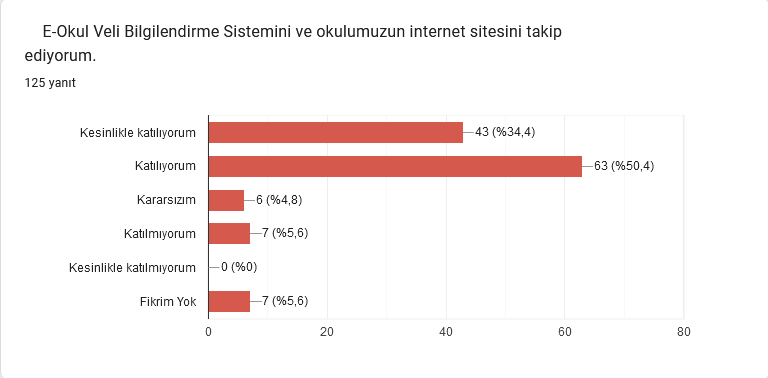 E-Okul Veli Bilgilendirme Sistemini ve okulumuzun internet sitesini takip
ediyorum.
125 yanıt
Kesinlikle katılıyorum 43 (%34,4)
Katılıyorum 63 (%50,4)
Kararsızım 6 (%4,8)
Katılmıyorum 7 (%5,6)
Kesinlikle katılmıyorum 0 (%0)
Fikrim Yok 7 (%5,6)
0 20 40 60 80